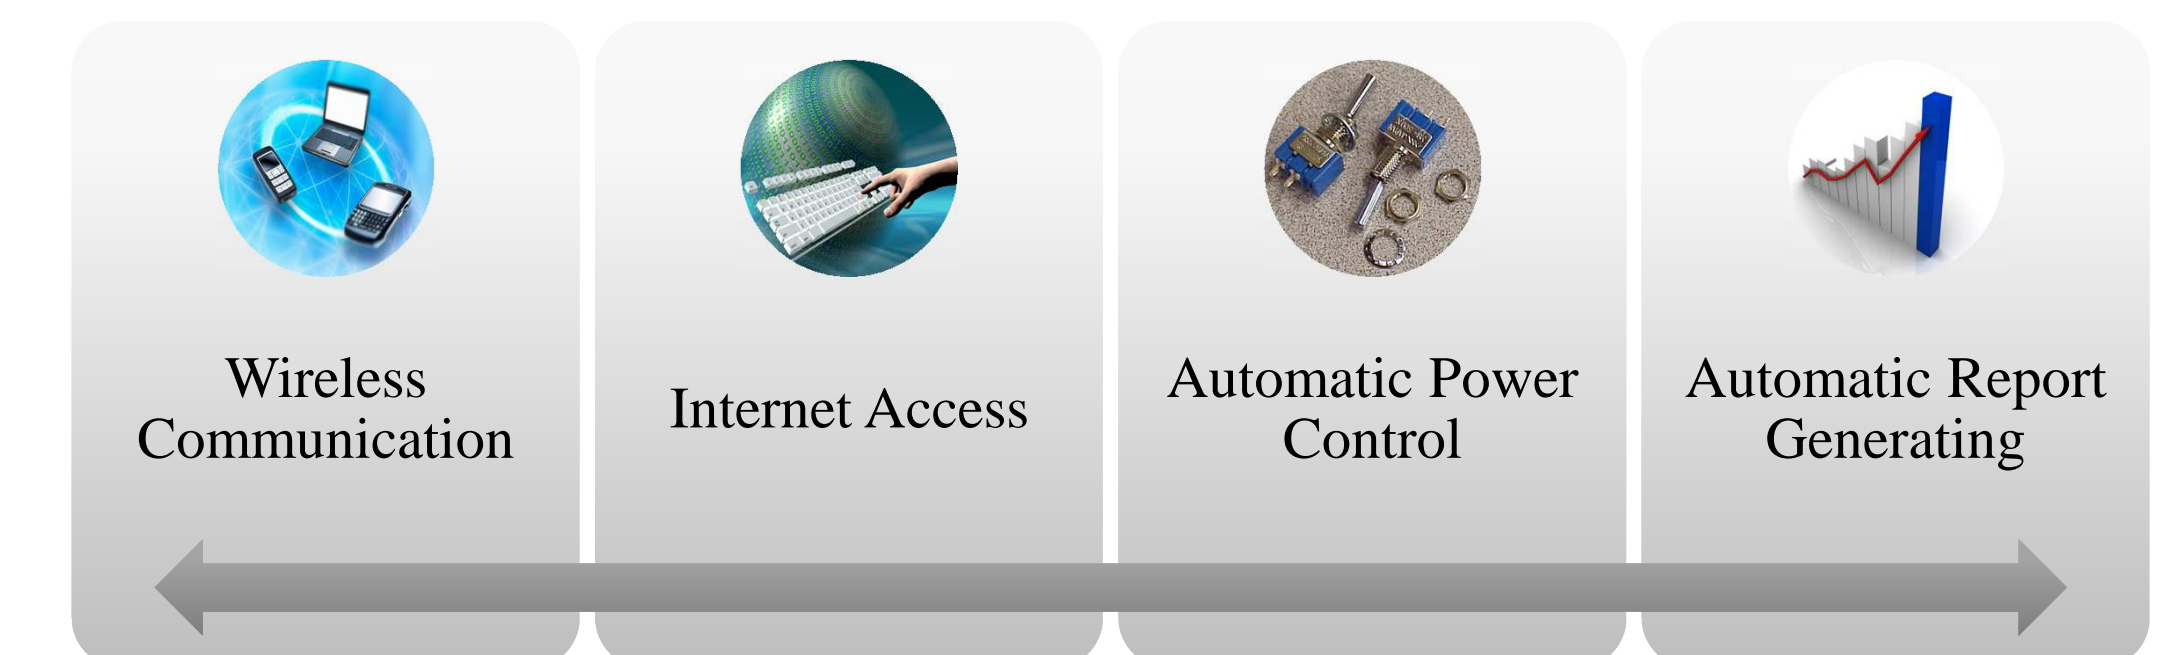 Wireless
Communication
Internet Access
Automatic Power
Control
Automatic Report
Generating